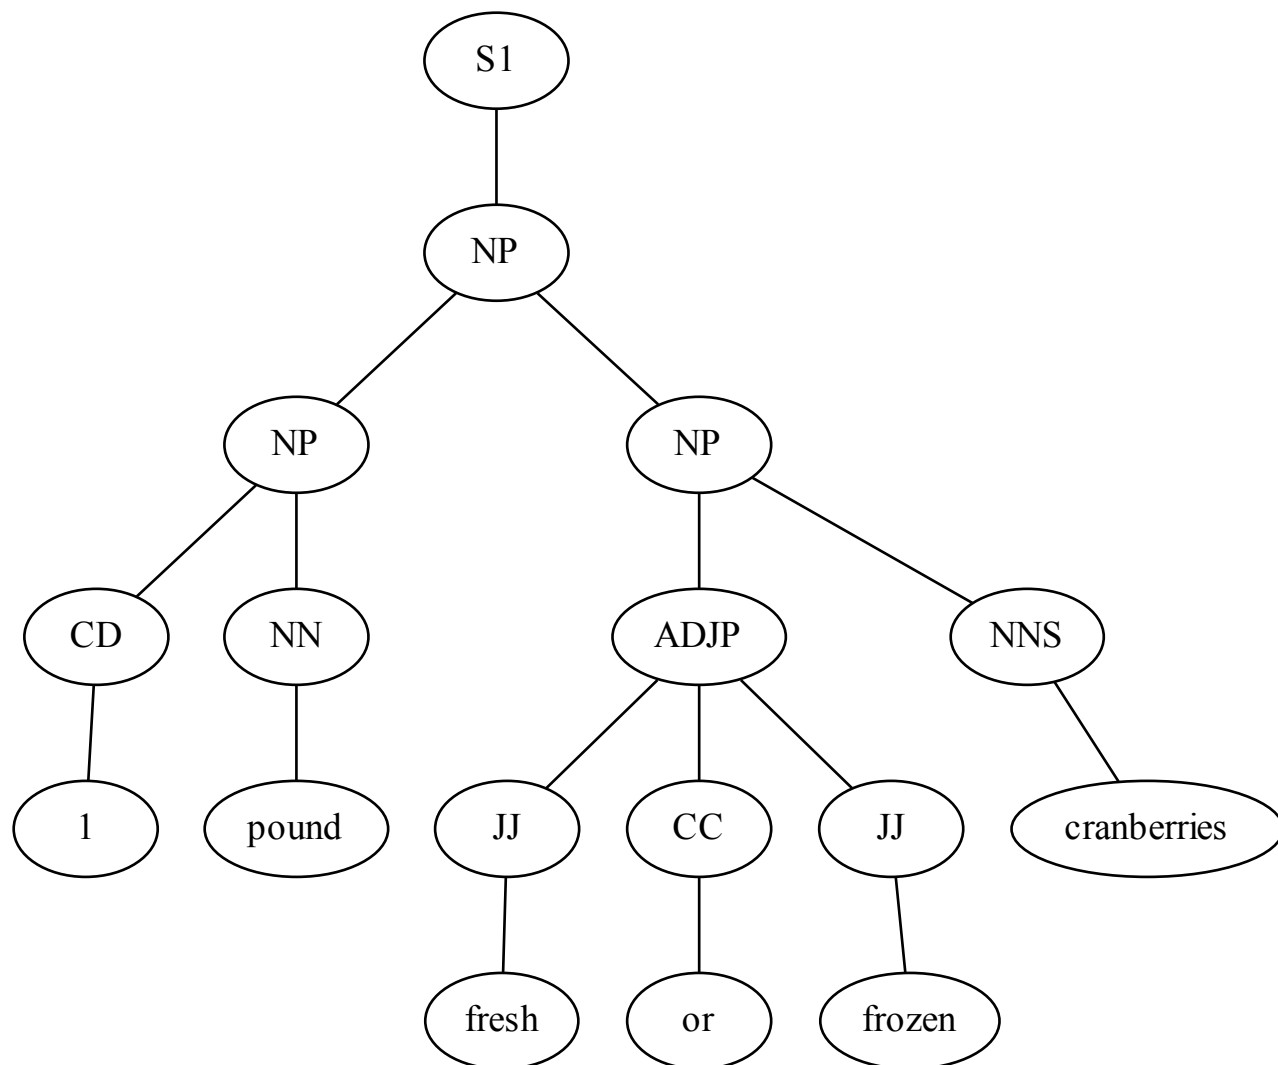 S1
NP
NP NP
CD NN ADJP NNS
1 pound JJ CC JJ cranberries
fresh or frozen